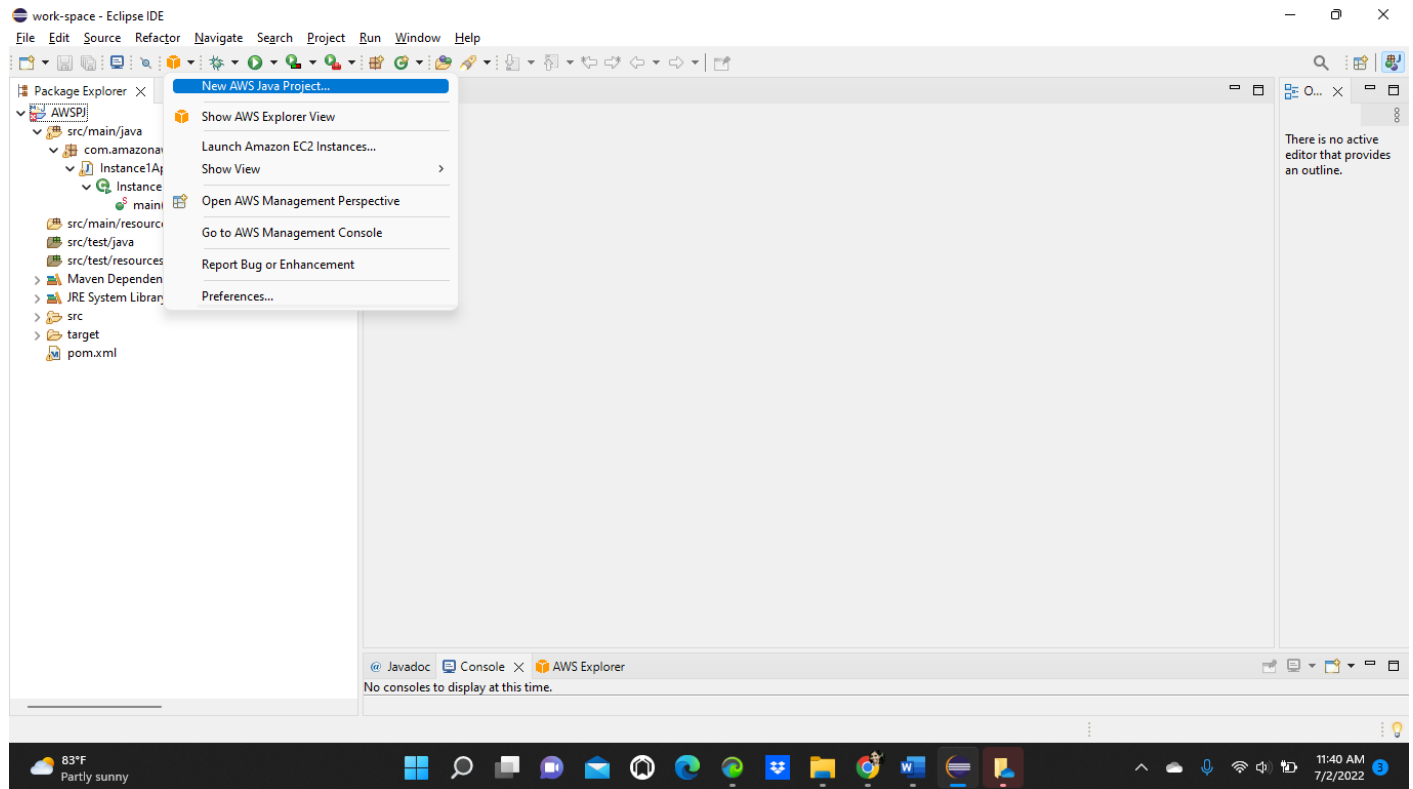 work-space - Eclipse IDE
File Edit Source Refactor Navigate Search Project Run Window Help
Package Explorer
AWSPJ
src/main/java
com.amazona
Instance1Ap
Instance
main
src/main/resourc
src/test/java
src/test/resources
Maven Dependen
JRE System Librar
src
target
pom.xml
New AWS Java Project...
Show AWS Explorer View
Launch Amazon EC2 Instances...
Show View
Open AWS Management Perspective
Go to AWS Management Console
Report Bug or Enhancement
Preferences...
O...
There is no active
editor that provides
an outline.
@ Javadoc Console AWS Explorer
No consoles to display at this time.
83°F
Partly sunny
11:40 AM
7/2/2022
3